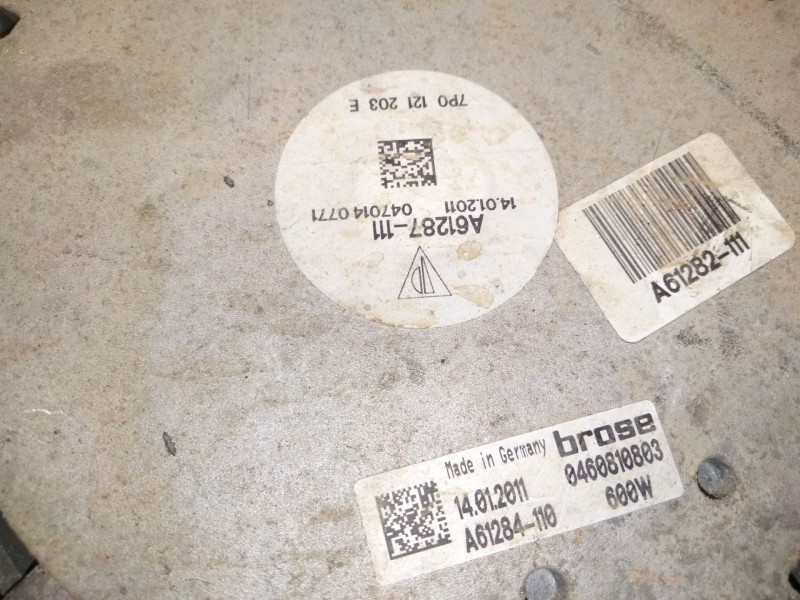 7P0 121 203 E
14.01.2011 047014 0771
A61287-111
A61282-111
Made in Germany brose
14.01.2011 0460810803
A61284-110 600W